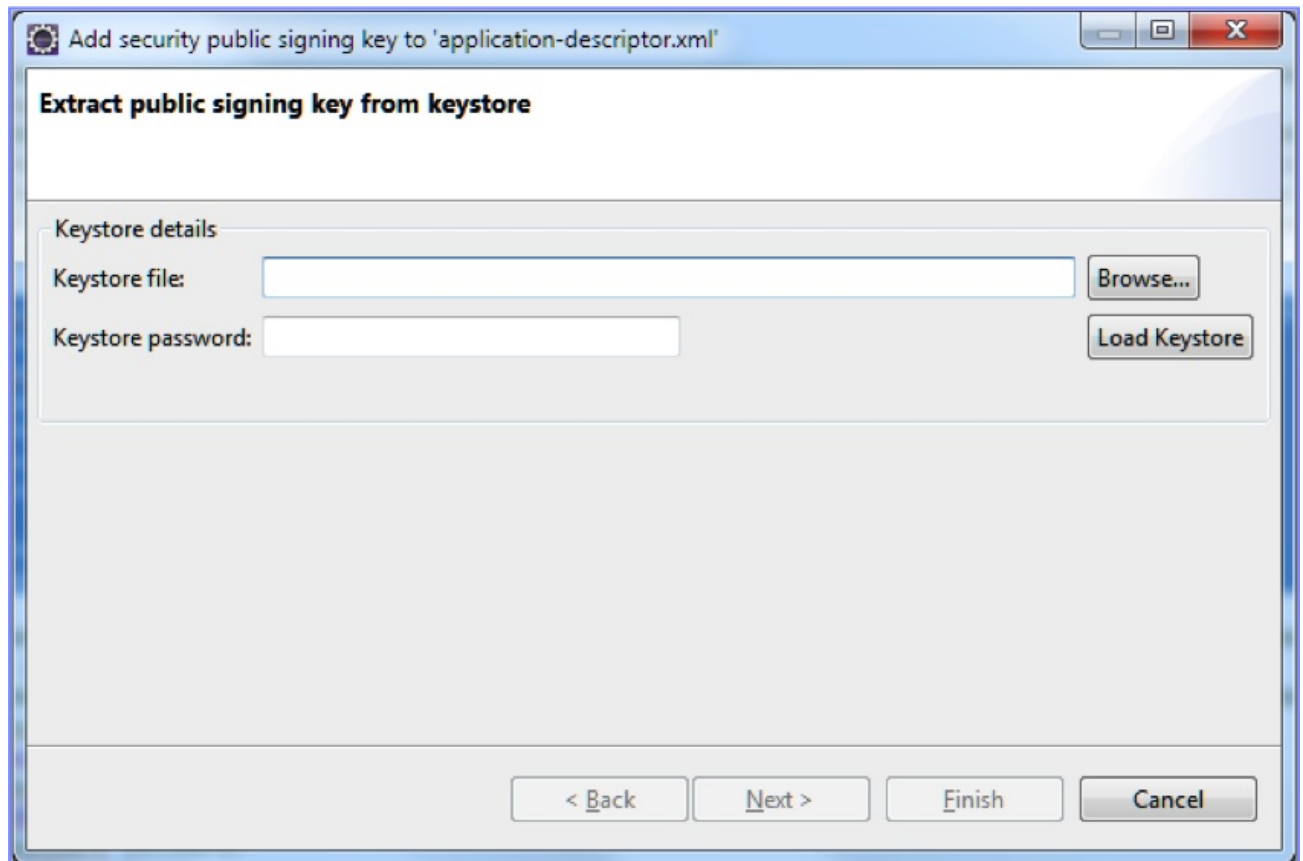 Add security public signing key to 'application-descriptor.xml'
Extract public signing key from keystore
Keystore details
Keystore file:
Browse...
Keystore password:
Load Keystore
< Back
Next >
Finish
Cancel